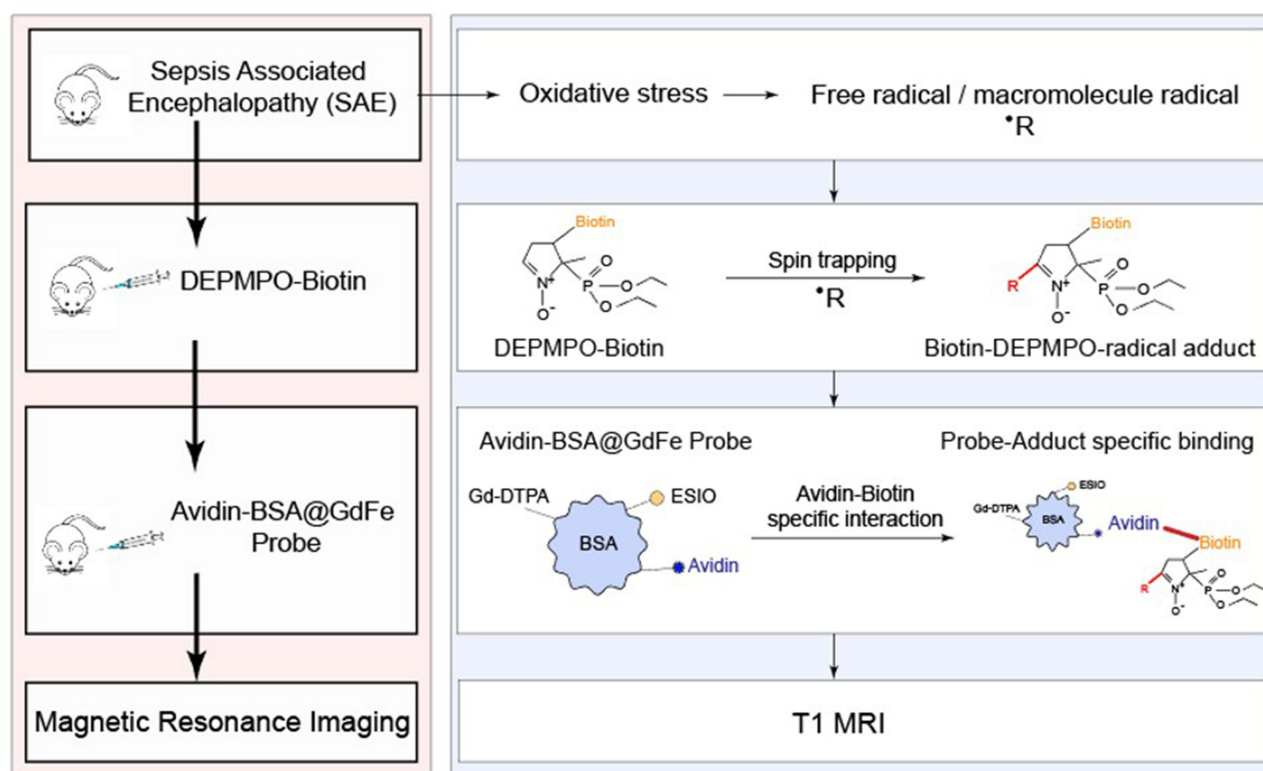 Sepsis Associated
Encephalopathy (SAE)
Oxidative stress
Free radical / macromolecule radical
•R
DEPMPO-Biotin
Biotin
N+
O-
P
O
O
O
DEPMPO-Biotin
Spin trapping
•R
Biotin
R
N+
O-
P
O
O
O
Biotin-DEPMPO-radical adduct
Avidin-BSA@GdFe
Probe
Avidin-BSA@GdFe Probe
Gd-DTPA
ESIO
BSA
Avidin
Avidin-Biotin
specific interaction
Probe-Adduct specific binding
ESIO
Gd-DTPA
BSA
Avidin
Biotin
R
N+
O-
P
O
O
O
Magnetic Resonance Imaging
T1 MRI